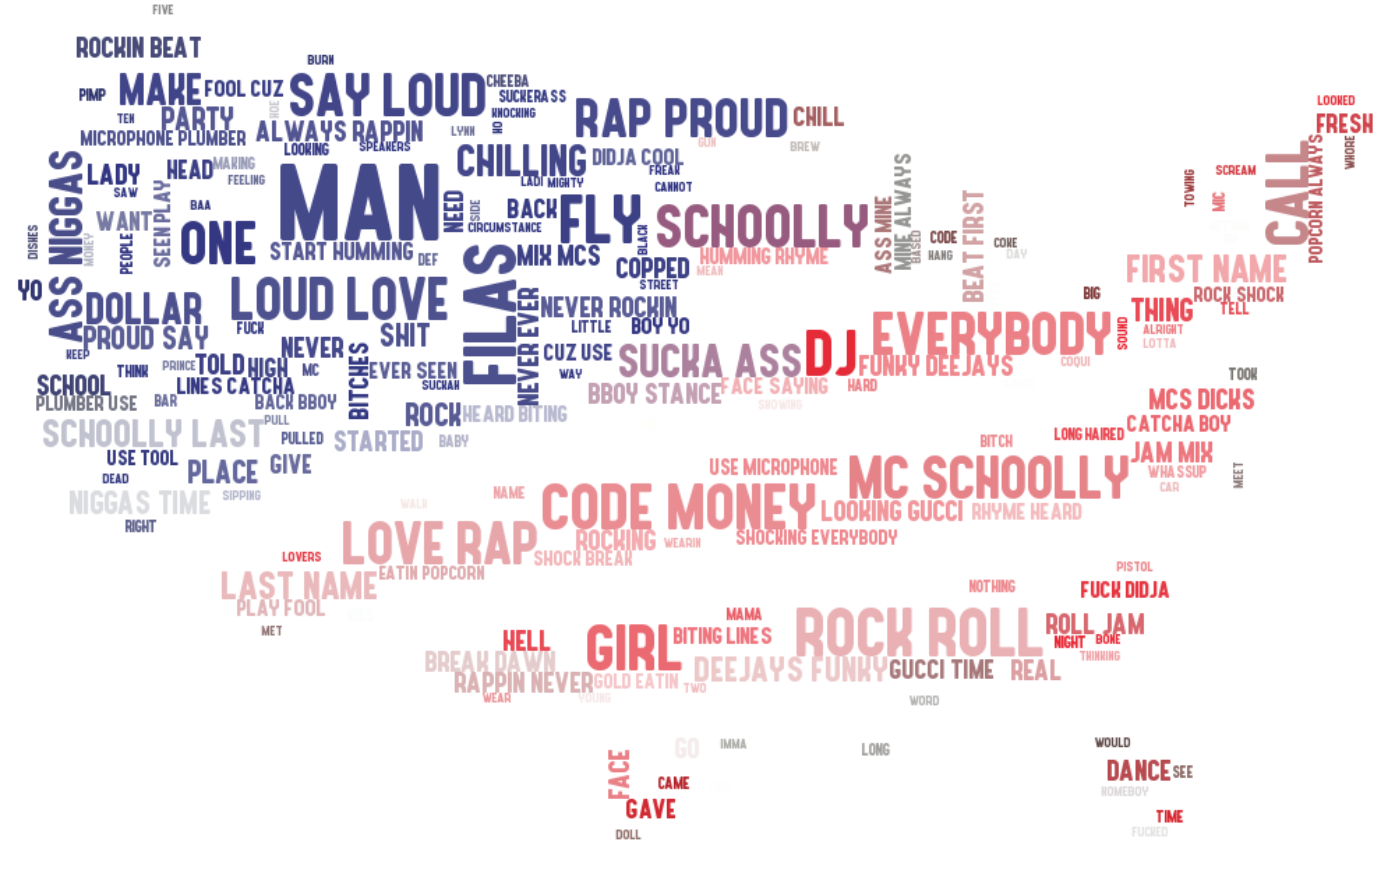 FIVE
ROCKIN BEAT
BURN
PIMP
MAKE
FOOL CUZ
SAY LOUD
CHEEBA
SUCKERASS
LOOKED
TEN
PARTY
HOE
KNOCKING
RAP PROUD
CHILL
FRESH
MICROPHONE PLUMBER
ALWAYS RAPPIN
LYNN
HO
GUN
BREW
LOOKING
SPEAKERS
CHILLING
DIDJA COOL
CALL
POPCORN ALWAYS
WHORE
ASS NIGGAS
LADY
HEAD
MAKING
FEELING
MAN
LADI
MIGHTY
FREAK
CANNOT
SCREAM
TOWING
MIC
SAW
SEEN PLAY
BAA
NEED
SIDE
BACK
FLY
SCHOOLLY
ASS MINE
MINE ALWAYS
BEAT FIRST
WANT
CIRCUMSTANCE
BLACK
DISHES
MONEY
PEOPLE
ONE
START HUMMING
DEF
MIX MCS
HUMMING RHYME
BASED
CODE
HANG
COKE
DAY
FILAS
COPPED
MEAN
FIRST NAME
YO
DOLLAR
LOUD LOVE
STREET
NEVER EVER
NEVER ROCKIN
BIG
ROCK SHOCK
THING
TELL
PROUD SAY
FUCK
SHIT
LITTLE
BOY YO
DJ
EVERYBODY
SOUND
ALRIGHT
LOTTA
KEEP
NEVER
CUZ USE
SUCKA ASS
FUNKY DEEJAYS
COQUI
THINK
PRINCE
TOLD
HIGH
MC
BITCHES
EVER SEEN
WAY
TOOK
SCHOOL
LINES CATCHA
SUCKAH
BBOY STANCE
FACE SAYING
HARD
PLUMBER USE
BAR
BACK BBOY
ROCK
HEARD BITING
SHOWING
MCS DICKS
SCHOOLLY LAST
PULL
CATCHA BOY
PULLED
STARTED
BABY
BITCH
LONG HAIRED
USE TOOL
PLACE
GIVE
USE MICROPHONE
MC SCHOOLLY
JAM MIX
WHASSUP
MEET
DEAD
CAR
NIGGAS TIME
SIPPING
WALK
NAME
CODE MONEY
LOOKING GUCCI
RHYME HEARD
RIGHT
LOVE RAP
ROCKING
WEARIN
SHOCKING EVERYBODY
LOVERS
SHOCK BREAK
LAST NAME
EATIN POPCORN
PISTOL
PLAY FOOL
NOTHING
FUCK DIDJA
MET
MAMA
ROCK ROLL
ROLL JAM
HELL
GIRL
BITING LINES
NIGHT
BONE
BREAK DAWN
DEEJAYS FUNKY
GUCCI TIME
REAL
THINKING
RAPPIN NEVER
GOLD EATIN
TWO
WEAR
YOUNG
WORD
FACE
GO
IMMA
LONG
WOULD
CAME
DANCE
SEE
GAVE
HOMEBOY
DOLL
TIME
FUCKED